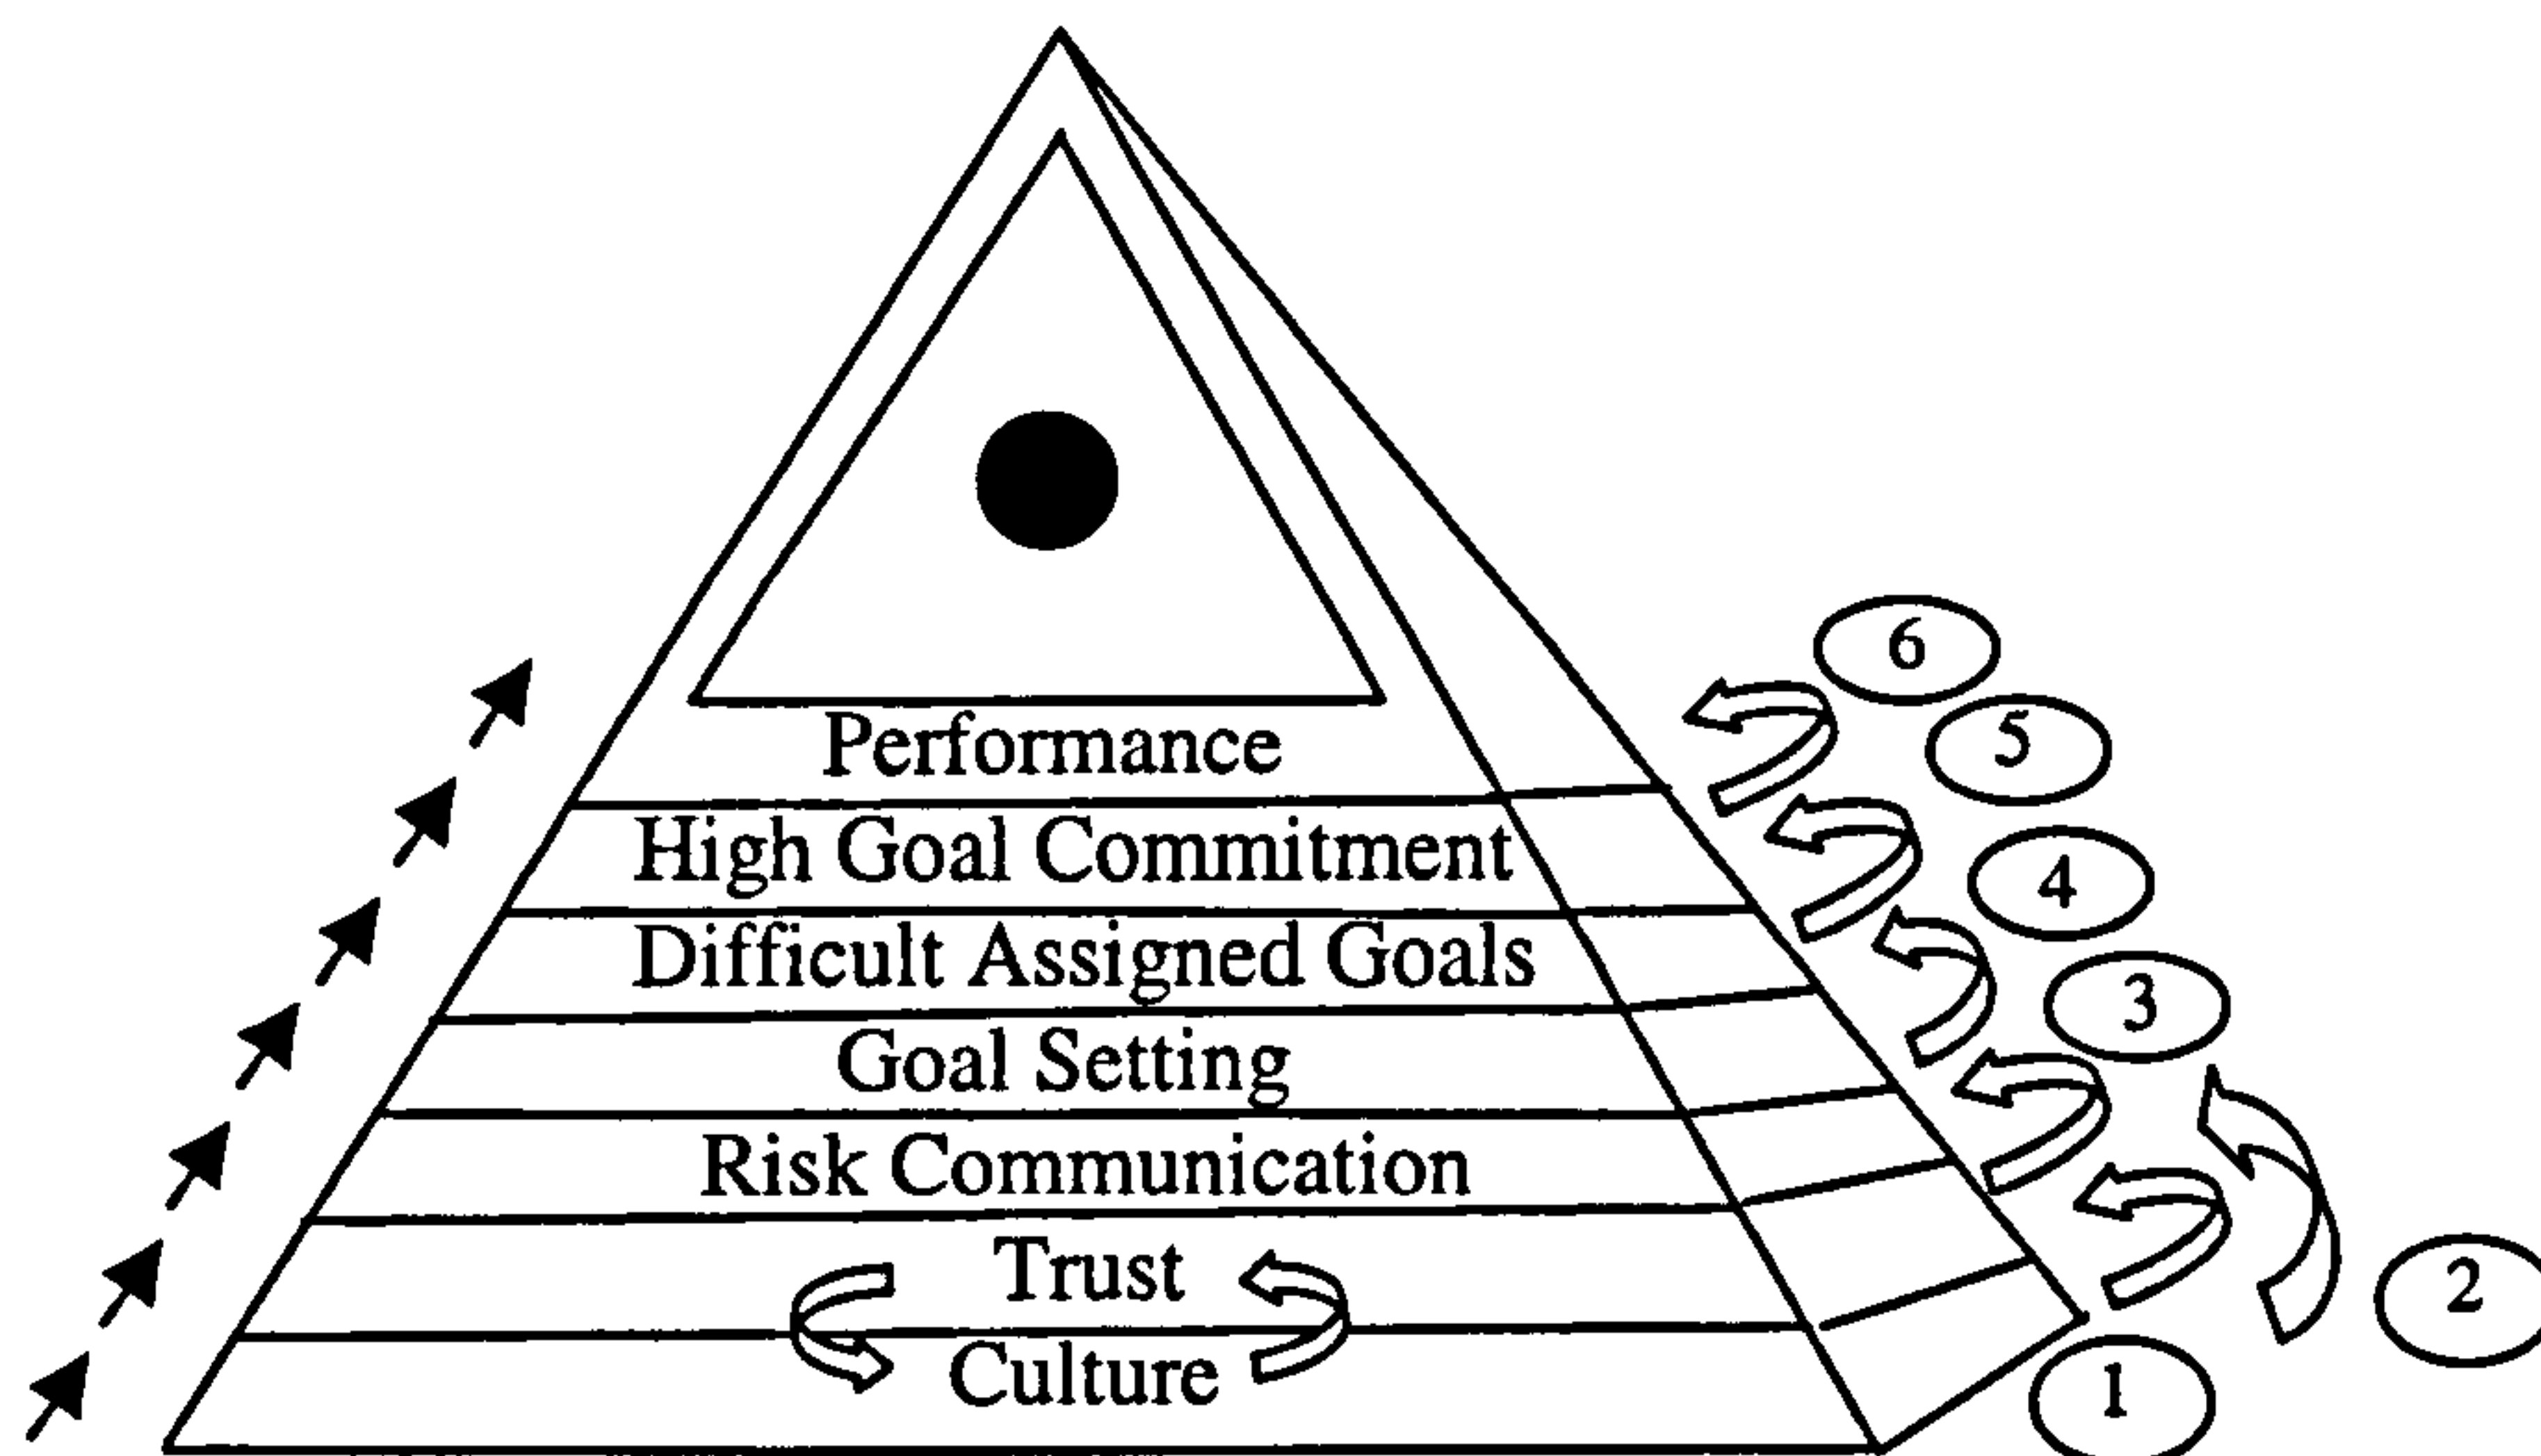 6
5
Performance
High Goal Commitment
4
Difficult Assigned Goals
3
Goal Setting
Risk Communication
Trust
2
Culture
1